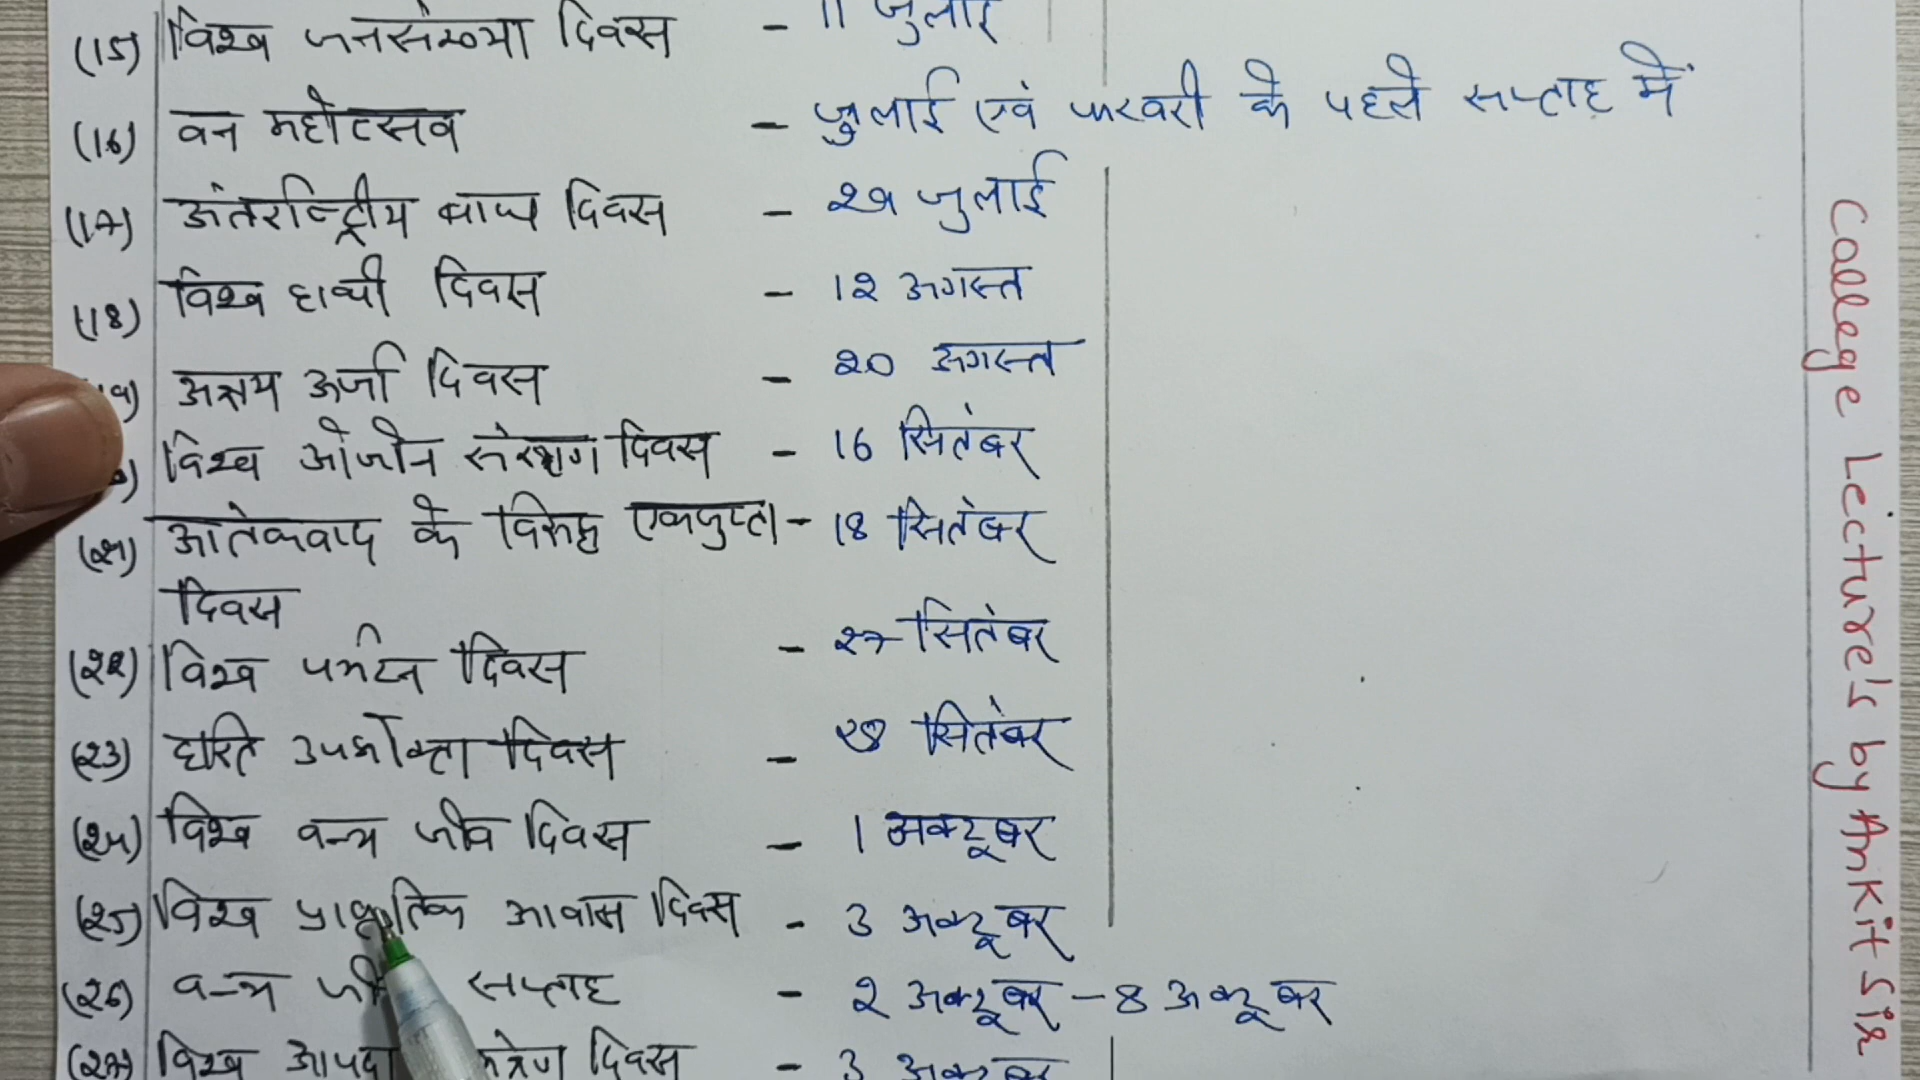 (15) विश्व जनसंख्या दिवस - 11 जुलाई
(16) वन महोत्सव - जुलाई एवं फरवरी के पहले सप्ताह में
(17) अंतर्राष्ट्रीय बाघ दिवस - 29 जुलाई
(18) विश्व हाथी दिवस - 12 अगस्त
अक्षय ऊर्जा दिवस - 20 अगस्त
विश्व ओजोन संरक्षण दिवस - 16 सितंबर
(21) आतंकवाद के विरुद्ध एकजुटता - 18 सितंबर
दिवस
(22) विश्व पर्यटन दिवस - 27 सितंबर
(23) हरित उपभोक्ता दिवस - सितंबर
(24) विश्व वन्य जीव दिवस - 1 अक्टूबर
(25) विश्व प्राकृतिक आवास दिवस - 3 अक्टूबर
(26) वन्य सप्ताह - 2 अक्टूबर - 8 अक्टूबर
(27) विश्व दिवस - 3 अक्टूबर
Callege Lecture's by Ankit Sir